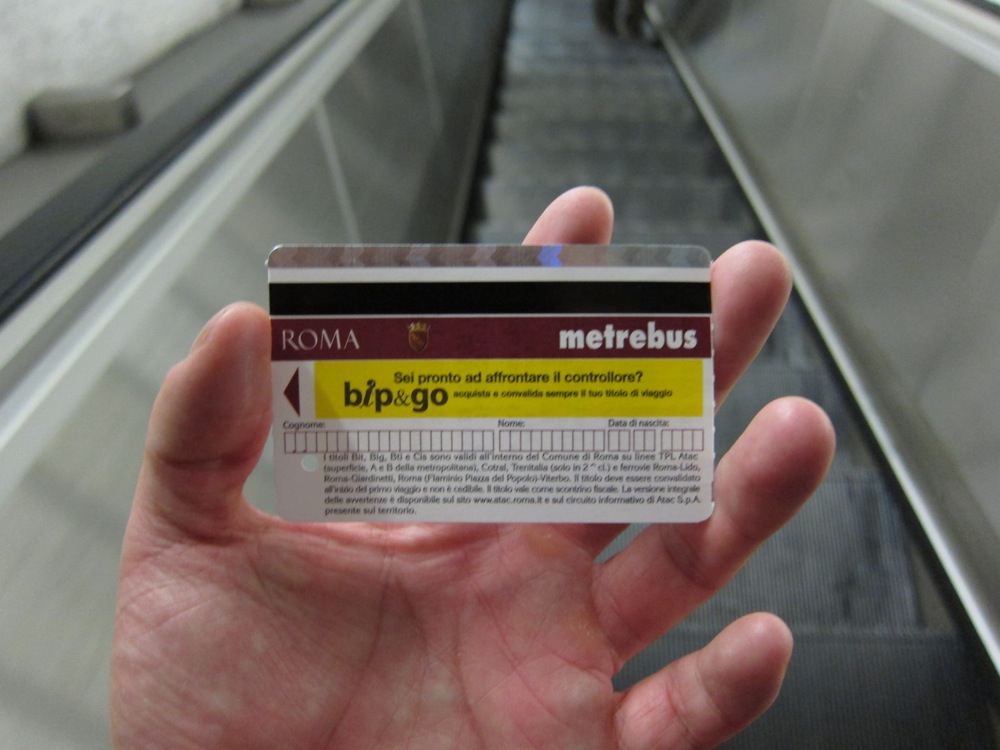 ROMA metrebus
Sei pronto ad affrontare il controllore?
bip&go acquista e convalida sempre il tuo titolo di viaggio
Cognome: Nome: Data di nascita:
I titoli Bit, Big, Bti e Cis sono validi all'interno del Comune di Roma su linee TPL Atac
(superficie, A e B della metropolitana), Cotral, Trenitalia (solo in 2^ cl.) e ferrovie Roma-Lido,
Roma-Giardinetti, Roma (Flaminio Piazza del Popolo)-Viterbo. Il titolo deve essere convalidato
all'inizio del primo viaggio e non è cedibile. Il titolo vale come scontrino fiscale. La versione integrale
delle avvertenze è disponibile sul sito www.atac.roma.it e sul circuito informativo di Atac S.p.A.
presente sul territorio.